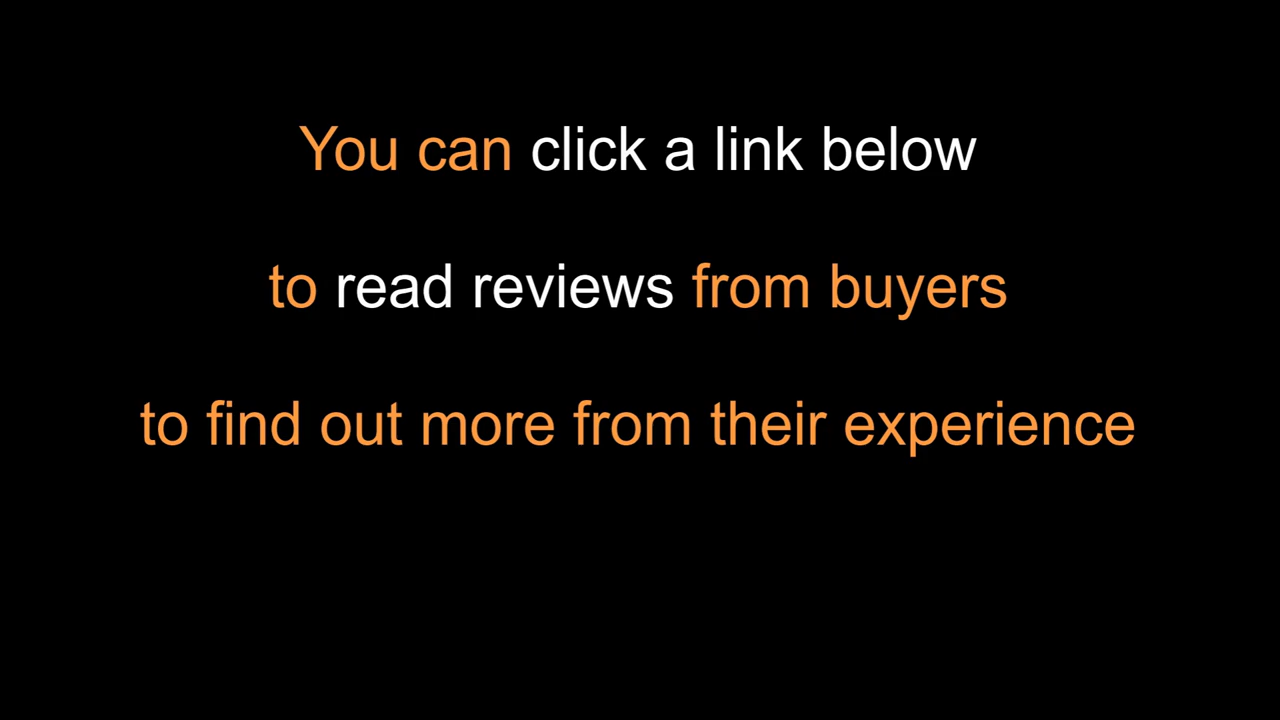 You can click a link below
to read reviews from buyers
to find out more from their experience